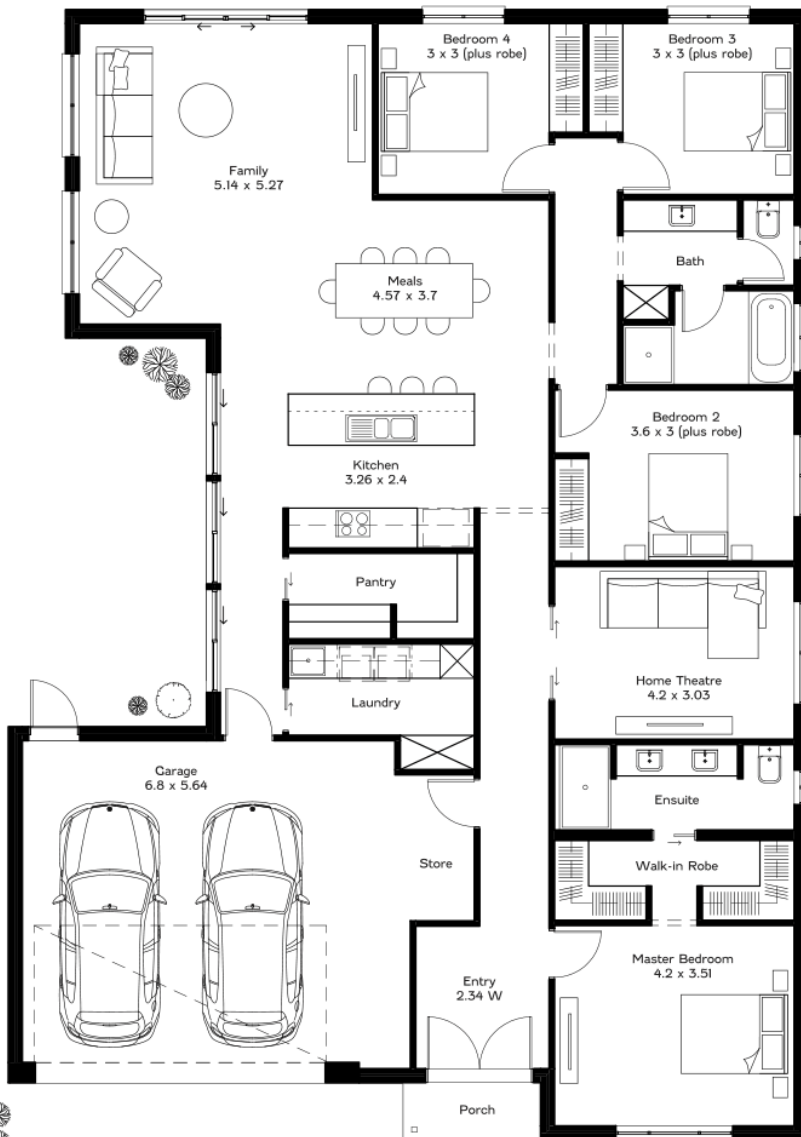 Bedroom 4
3 x 3 (plus robe)
Bedroom 3
3 x 3 (plus robe)
Family
5.14 x 5.27
Bath
Meals
4.57 x 3.7
Bedroom 2
3.6 x 3 (plus robe)
Kitchen
3.26 x 2.4
Pantry
Home Theatre
4.2 x 3.03
Laundry
Garage
6.8 x 5.64
Ensuite
Store
Walk-in Robe
Master Bedroom
4.2 x 3.51
Entry
2.34 W
Porch